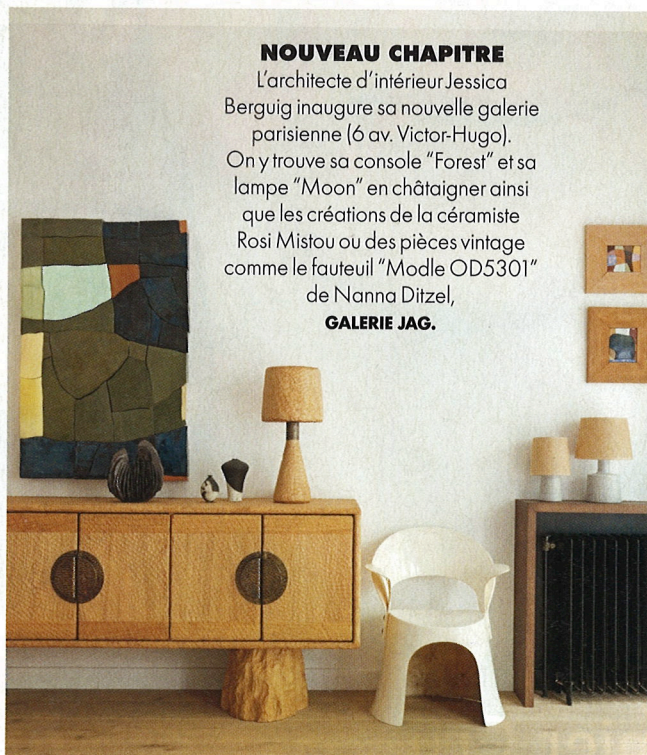 NOUVEAU CHAPITRE
L'architecte d'intérieur Jessica
Berguig inaugure sa nouvelle galerie
parisienne (6 av. Victor-Hugo).
On y trouve sa console "Forest" et sa
lampe "Moon" en châtaigner ainsi
que les créations de la céramiste
Rosi Mistou ou des pièces vintage
comme le fauteuil "Modle OD5301"
de Nanna Ditzel,
GALERIE JAG.